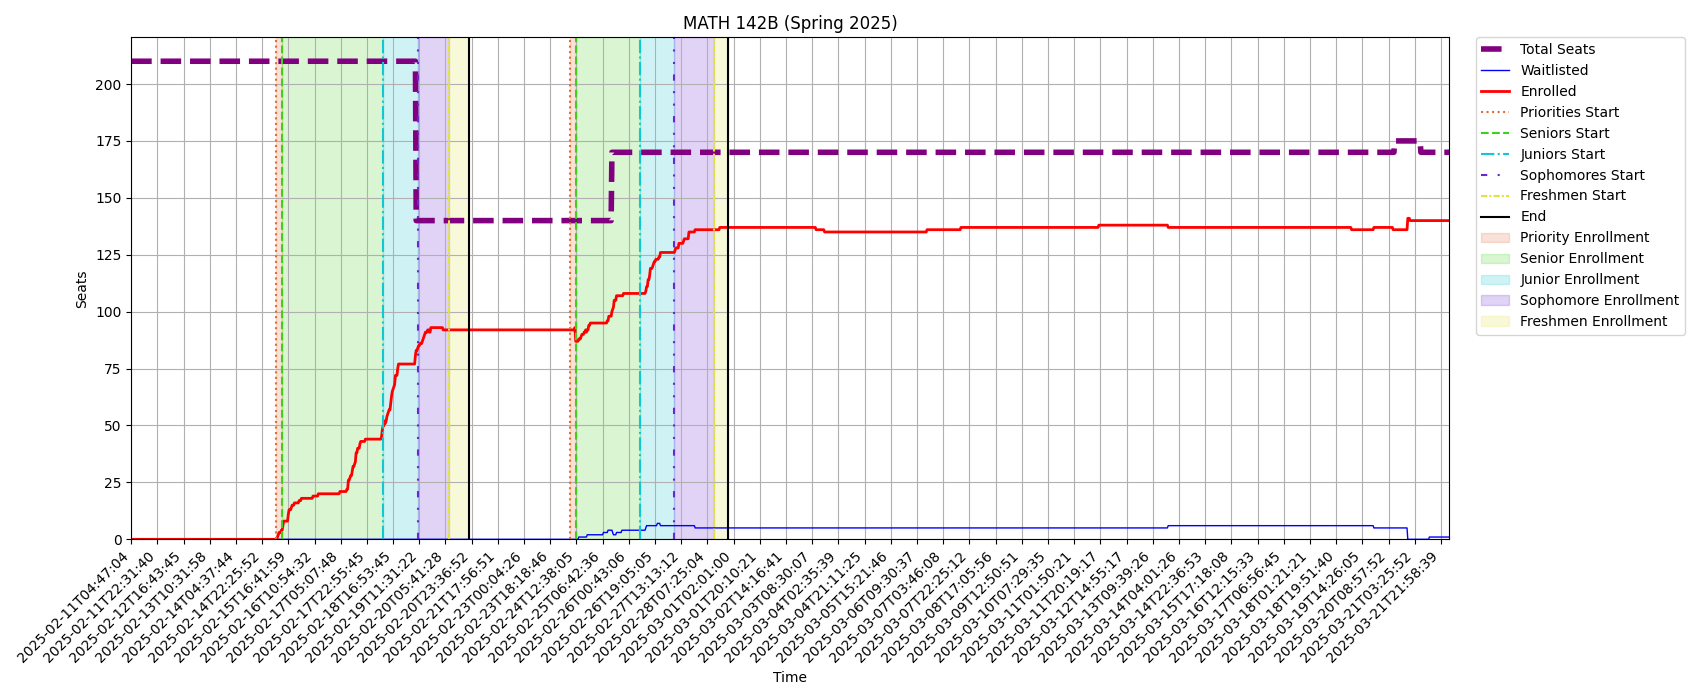 MATH 142B (Spring 2025)
Total Seats
Waitlisted
Enrolled
Priorities Start
Seniors Start
Juniors Start
Sophomores Start
Freshmen Start
End
Priority Enrollment
Senior Enrollment
Junior Enrollment
Sophomore Enrollment
Freshmen Enrollment
Seats
200
175
150
125
100
75
50
25
0
2025-02-11T04:47:04
2025-02-11T22:31:40
2025-02-12T16:43:45
2025-02-13T10:31:58
2025-02-14T04:37:44
2025-02-14T22:25:52
2025-02-15T16:41:59
2025-02-16T10:54:32
2025-02-17T05:07:48
2025-02-17T22:55:45
2025-02-18T16:53:45
2025-02-19T11:31:22
2025-02-20T05:41:28
2025-02-20T23:36:52
2025-02-21T17:56:51
2025-02-23T00:04:26
2025-02-23T18:18:46
2025-02-24T12:38:05
2025-02-25T06:42:36
2025-02-26T00:43:06
2025-02-26T19:05:05
2025-02-27T13:13:12
2025-02-28T07:25:04
2025-03-01T02:01:00
2025-03-01T20:10:21
2025-03-02T14:16:41
2025-03-03T08:30:07
2025-03-04T02:35:39
2025-03-04T21:11:25
2025-03-05T15:21:46
2025-03-06T09:30:37
2025-03-07T03:46:08
2025-03-07T22:25:12
2025-03-08T17:05:56
2025-03-09T12:50:51
2025-03-10T07:29:35
2025-03-11T01:50:21
2025-03-11T20:19:17
2025-03-12T14:55:17
2025-03-13T09:39:26
2025-03-14T04:01:26
2025-03-14T22:36:53
2025-03-15T17:18:08
2025-03-16T12:15:33
2025-03-17T06:56:45
2025-03-18T01:21:21
2025-03-18T19:51:40
2025-03-19T14:26:05
2025-03-20T08:57:52
2025-03-21T03:25:52
2025-03-21T21:58:39
Time